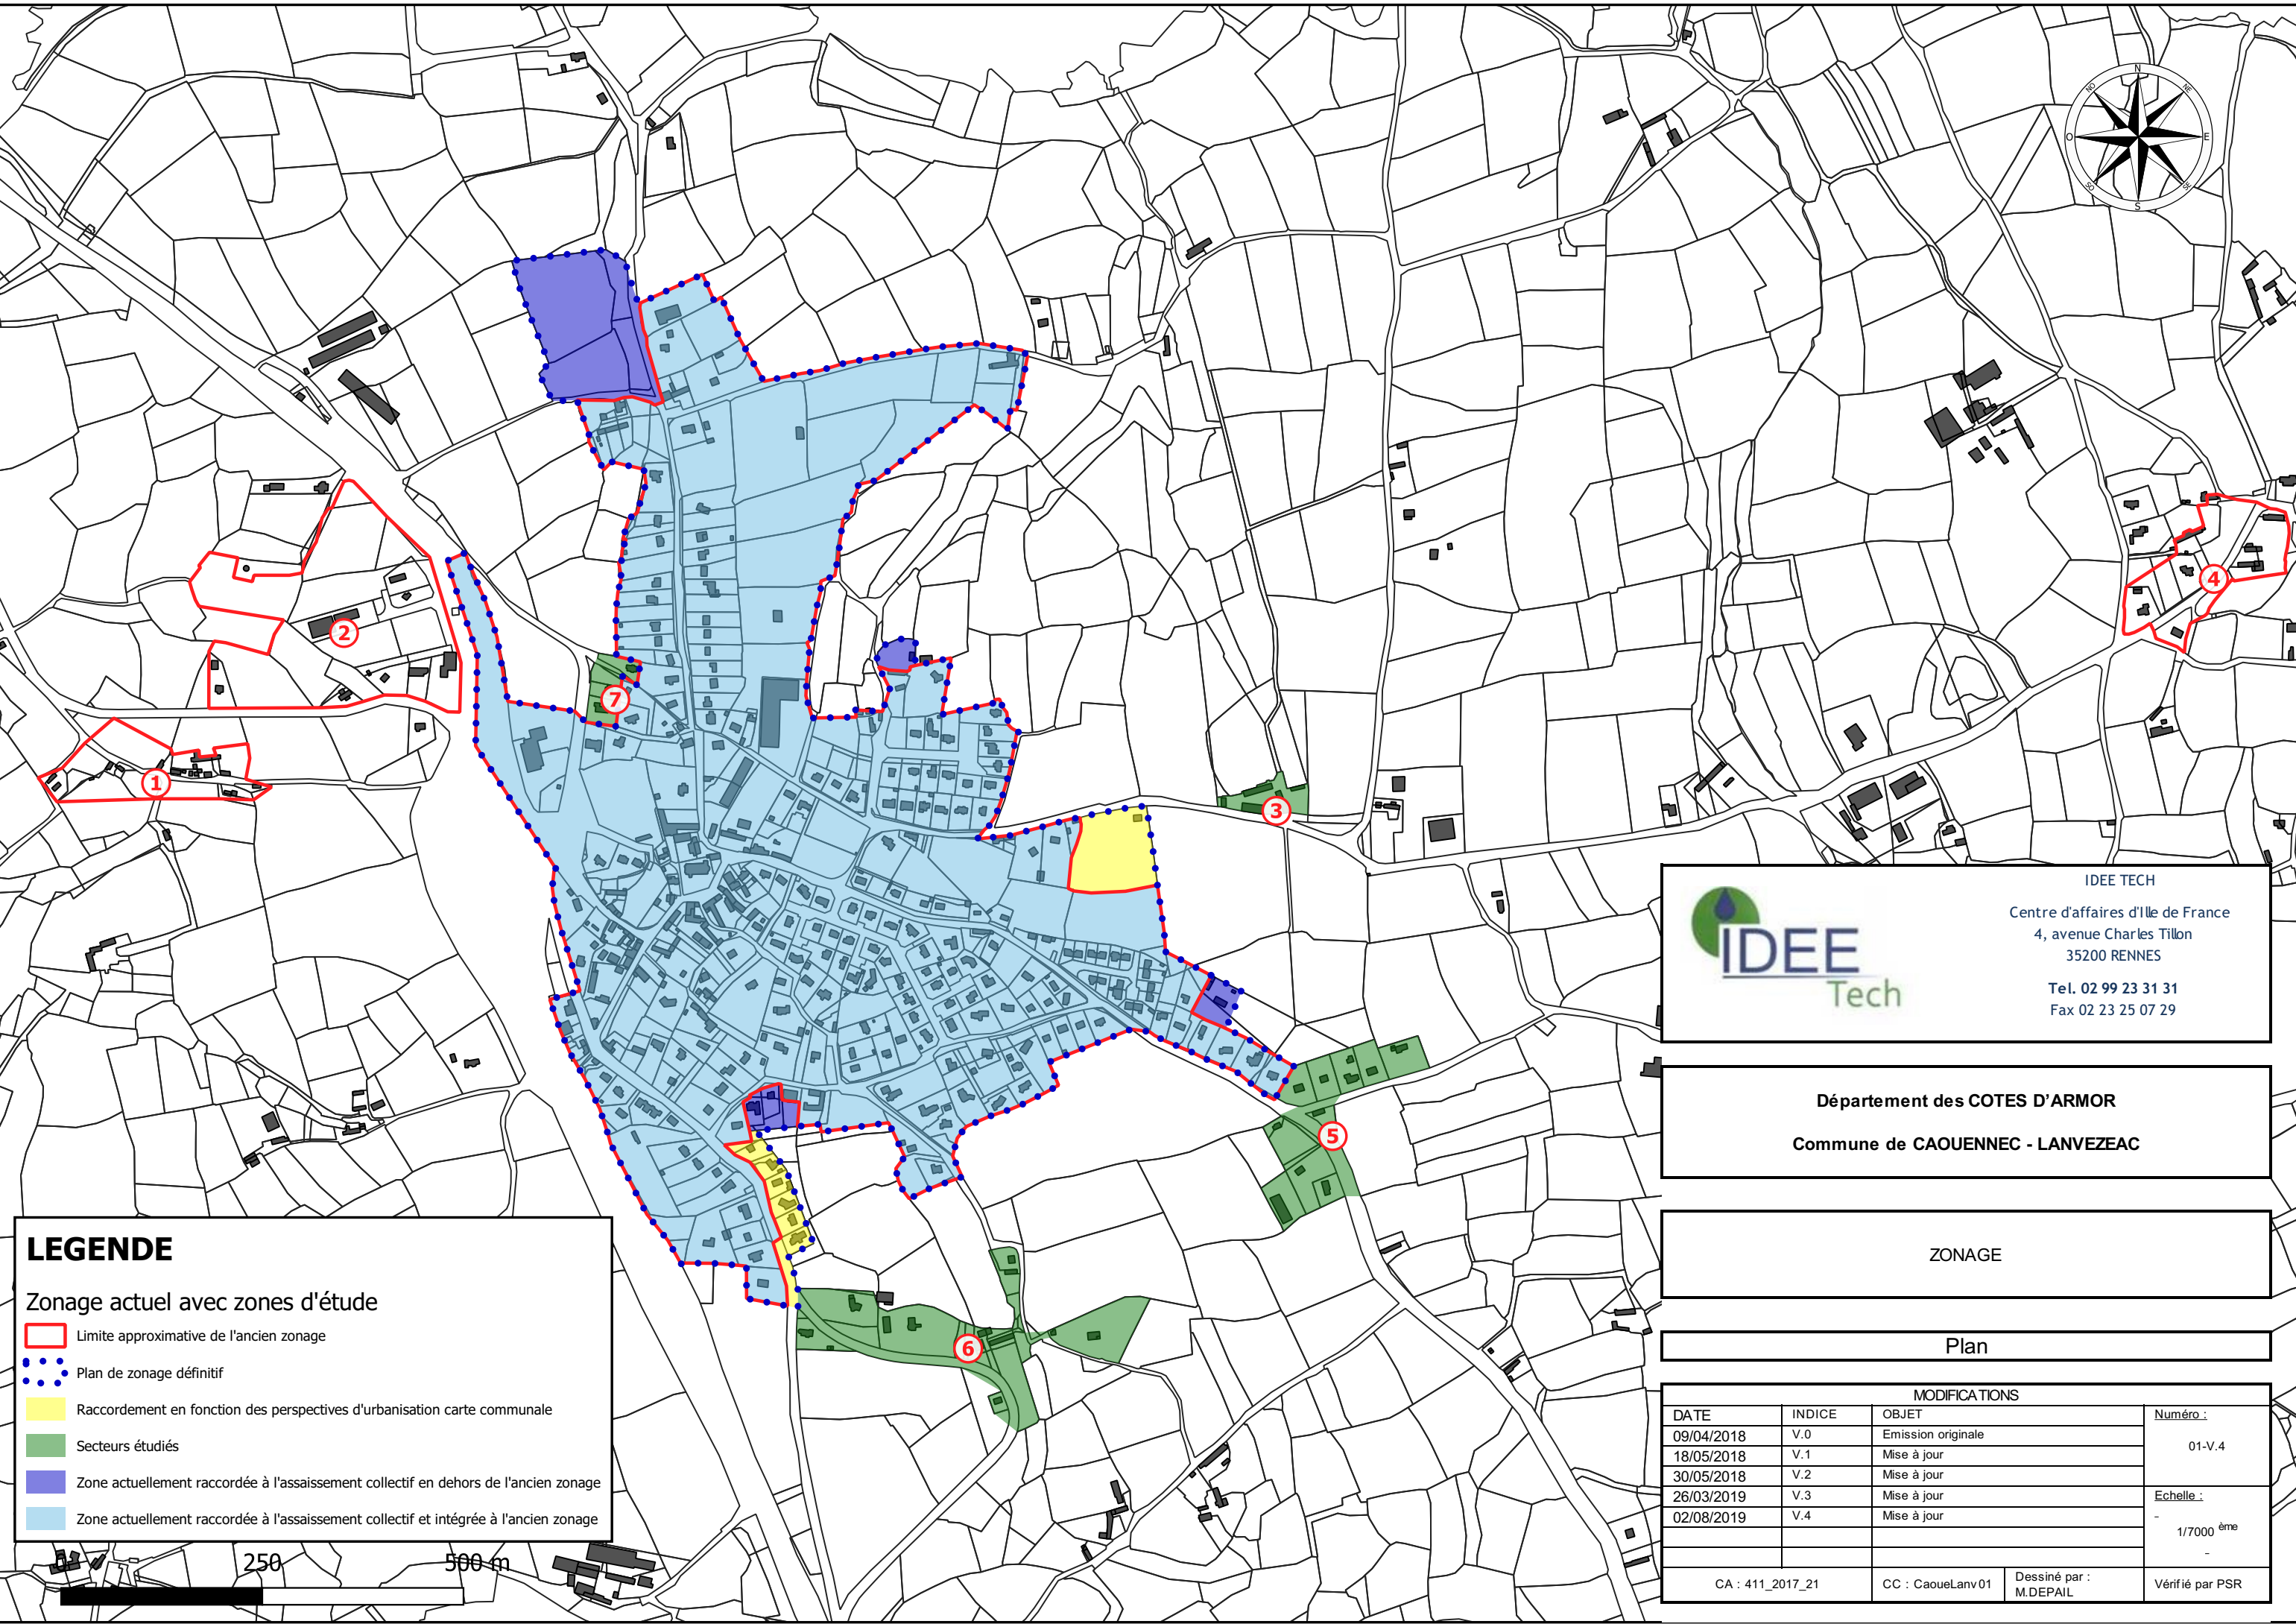 N
NO
NE
O
E
SO
SE
S
2
7
1
3
4
5
6
IDEE
Tech
IDEE TECH
Centre d'affaires d'Ille de France
4, avenue Charles Tillon
35200 RENNES
Tel. 02 99 23 31 31
Fax 02 23 25 07 29
Département des COTES D'ARMOR
Commune de CAOUENNEC - LANVEZEAC
ZONAGE
Plan
MODIFICATIONS
DATE INDICE OBJET Numéro :
09/04/2018 V.0 Emission originale
01-V.4
18/05/2018 V.1 Mise à jour
30/05/2018 V.2 Mise à jour
26/03/2019 V.3 Mise à jour Echelle :
02/08/2019 V.4 Mise à jour
1/7000 ème
CA : 411_2017_21 CC : CaoueLanv01 Dessiné par : M.DEPAIL Vérifié par PSR
LEGENDE
Zonage actuel avec zones d'étude
Limite approximative de l'ancien zonage
Plan de zonage définitif
Raccordement en fonction des perspectives d'urbanisation carte communale
Secteurs étudiés
Zone actuellement raccordée à l'assaissement collectif en dehors de l'ancien zonage
Zone actuellement raccordée à l'assaissement collectif et intégrée à l'ancien zonage
0 250 500 m